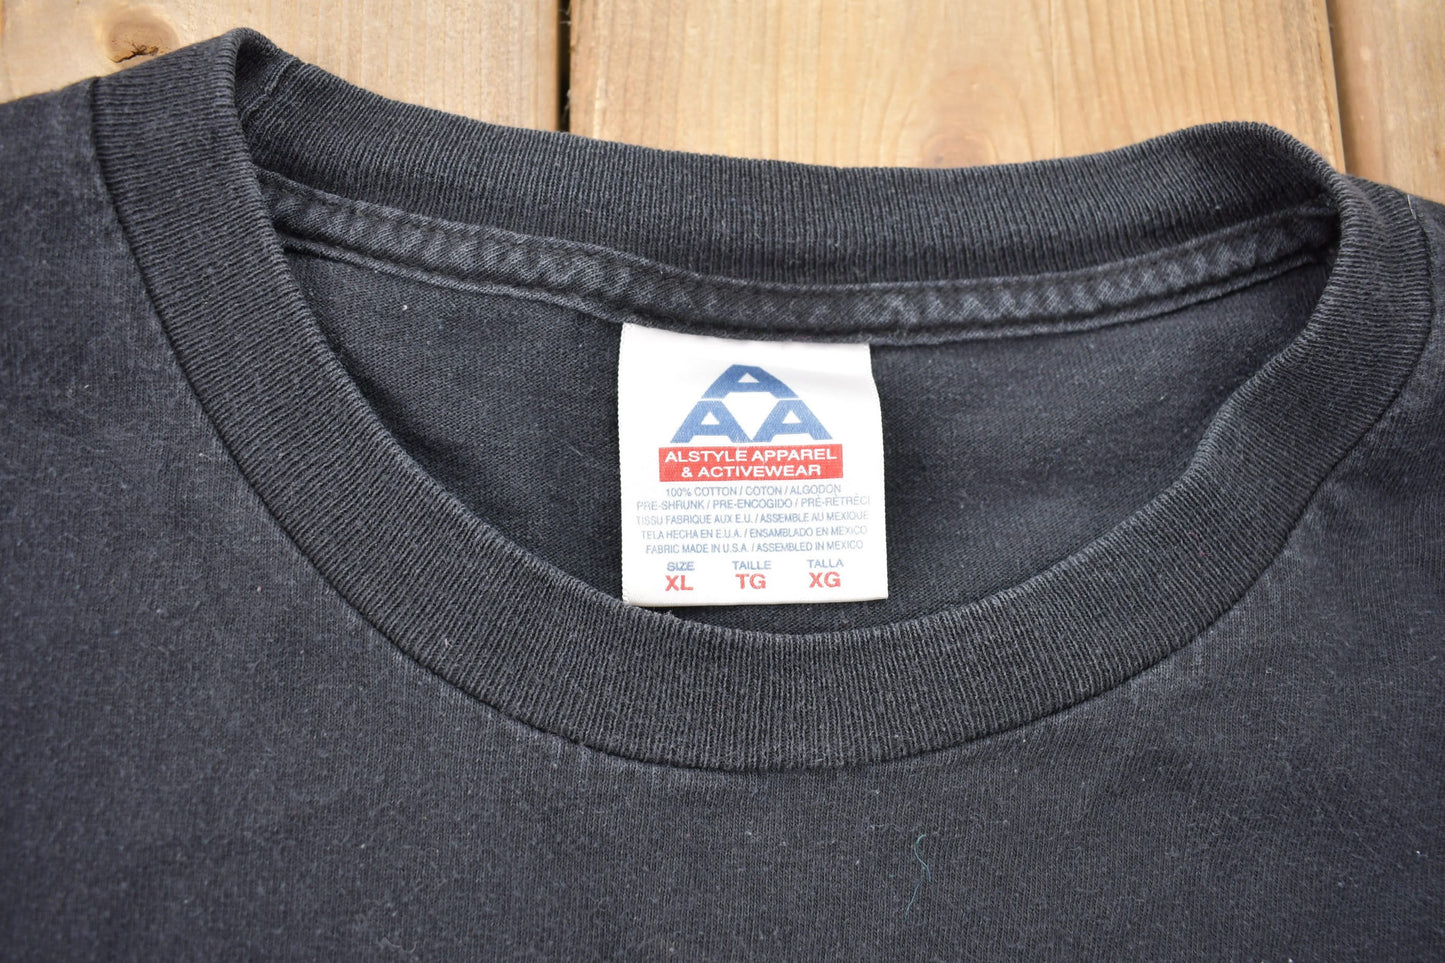 A
AA
ALSTYLE APPAREL
& ACTIVEWEAR
100% COTTON / COTON / ALGODON
PRE-SHRUNK / PRE-ENCOGIDO / PRÉ-RÉTRÉCI
TISSU FABRIQUE AUX E.U. / ASSEMBLE AU MEXIQUE
TELA HECHA EN E.U.A. / ENSAMBLADO EN MEXICO
FABRIC MADE IN U.S.A. / ASSEMBLED IN MEXICO
SIZE TAILLE TALLA
XL TG XG